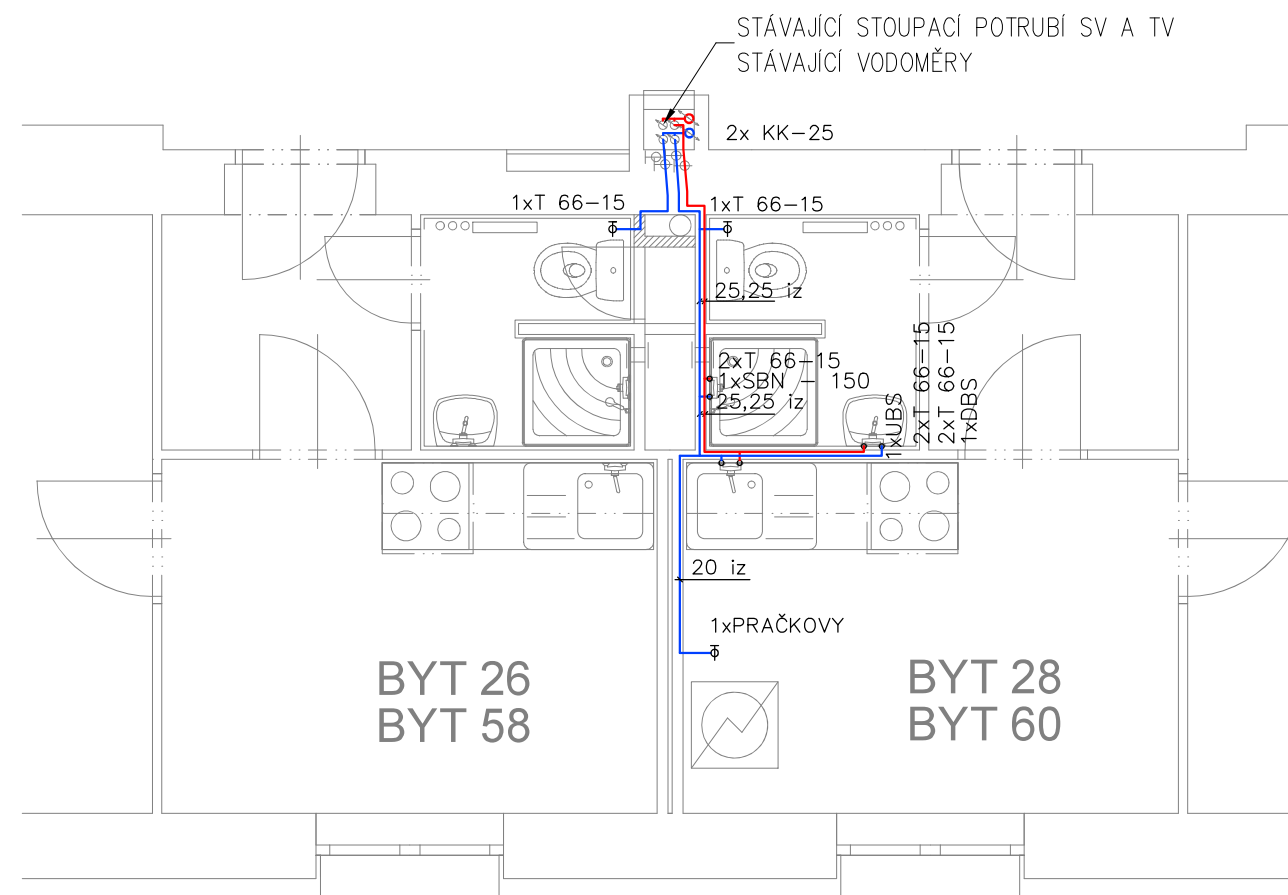 STÁVAJÍCÍ STOUPACÍ POTRUBÍ SV A TV
STÁVAJÍCÍ VODOMĚRY
2x KK-25
1xT 66-15
1xT 66-15
25,25 iz
2xT 66-15
1xSBN - 150
25,25 iz
1xUBS
2xT 66-15
2xT 66-15
1xDBS
20 iz
1xPRAČKOVY
BYT 26
BYT 58
BYT 28
BYT 60